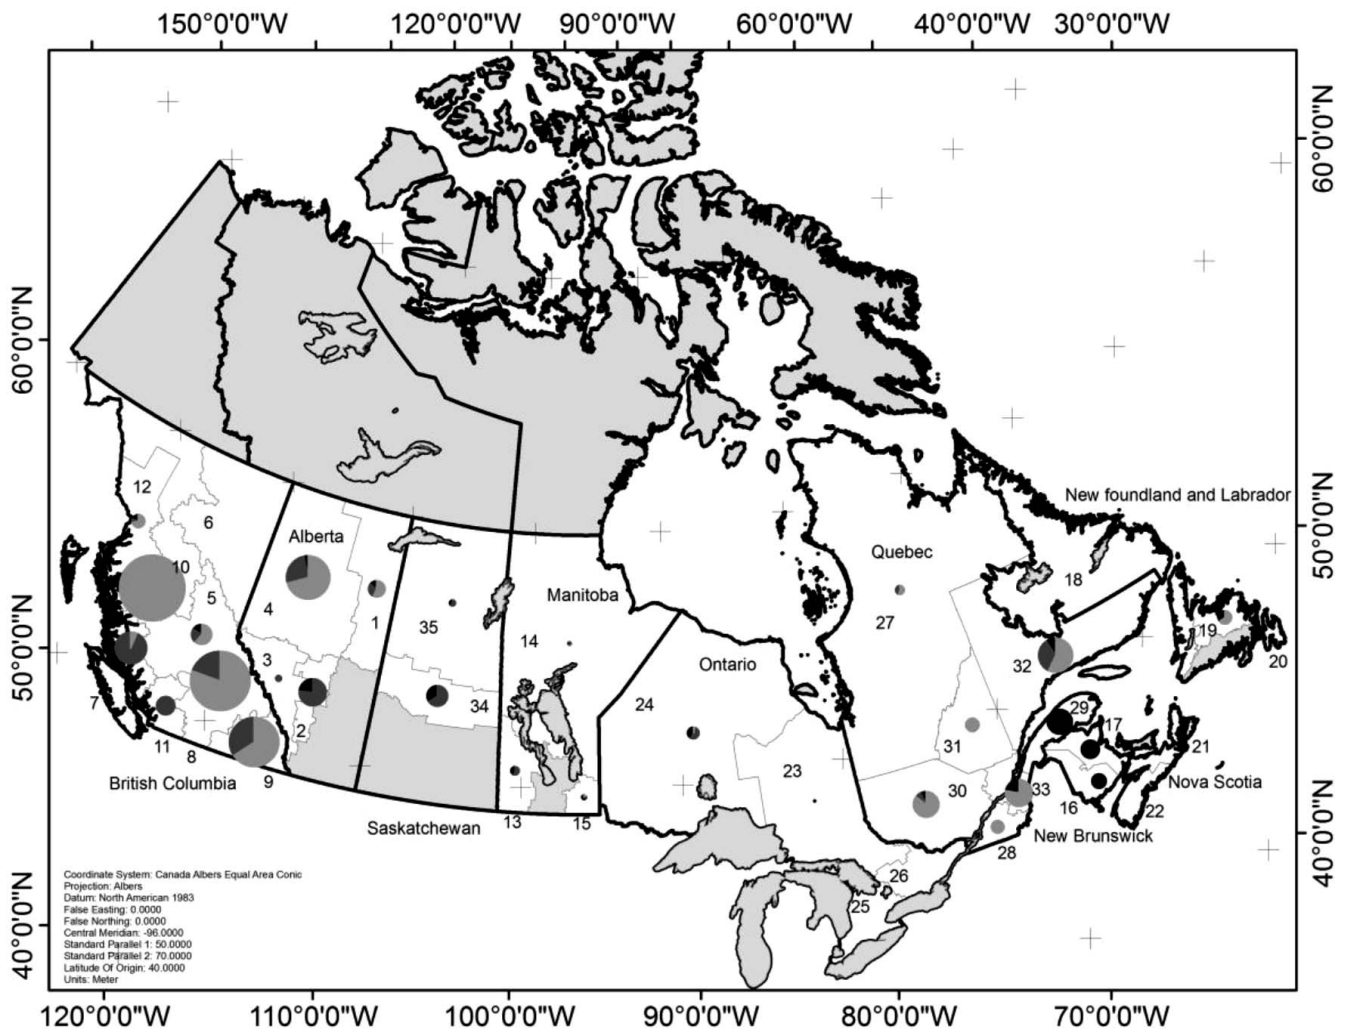 150°0'0"W 120°0'0"W 90°0'0"W 60°0'0"W 40°0'0"W 30°0'0"W
60°0'0"N
60°0'0"N
12
6
New foundland and Labrador
50°0'0"N
Alberta
Quebec
10
18
5
4
1
35
Manitoba
14
27
19
3
32
20
50°0'0"N
Ontario
7
34
24
29
17
2
31
21
11
8
9
British Columbia
23
30
33
Nova Scotia
16
22
Saskatchewan
13
15
New Brunswick
28
40°0'0"N
26
25
Coordinate System: Canada Albers Equal Area Conic
Projection: Albers
Datum: North American 1983
False Easting: 0.0000
False Northing: 0.0000
Central Meridian: -96.0000
Standard Parallel 1: 50.0000
Standard Parallel 2: 70.0000
Latitude Of Origin: 40.0000
Units: Meter
40°0'0"N
120°0'0"W 110°0'0"W 100°0'0"W 90°0'0"W 80°0'0"W 70°0'0"W